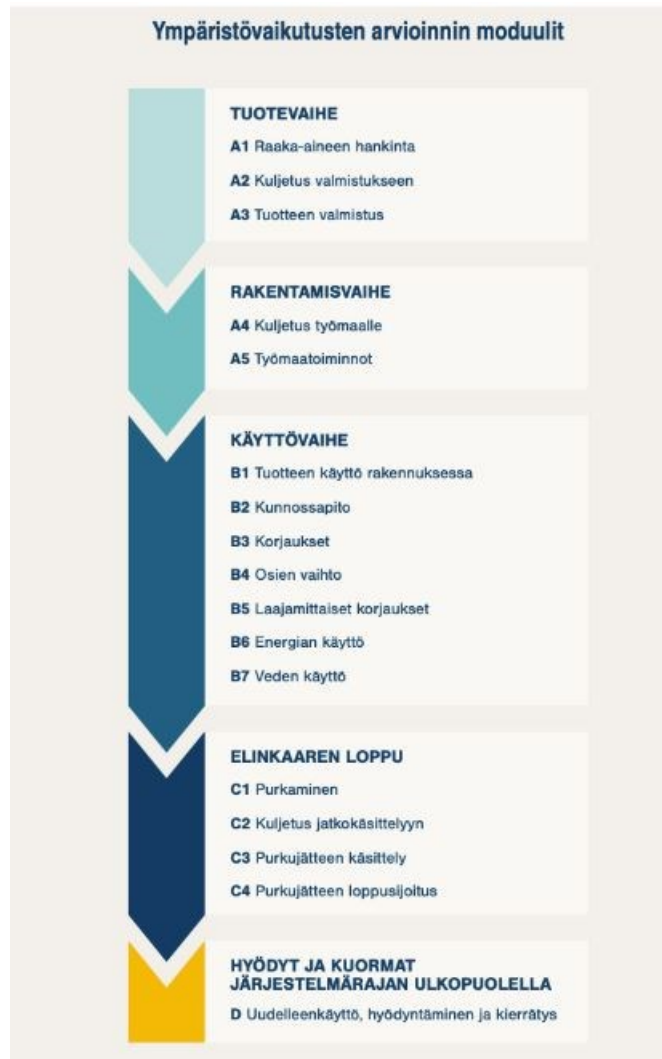 Ympäristövaikutusten arvioinnin moduulit
TUOTEVAIHE
A1 Raaka-aineen hankinta
A2 Kuljetus valmistukseen
A3 Tuotteen valmistus
RAKENTAMISVAIHE
A4 Kuljetus työmaalle
A5 Työmaatoiminnot
KÄYTTÖVAIHE
B1 Tuotteen käyttö rakennuksessa
B2 Kunnossapito
B3 Korjaukset
B4 Osien vaihto
B5 Laajamittaiset korjaukset
B6 Energian käyttö
B7 Veden käyttö
ELINKAAREN LOPPU
C1 Purkaminen
C2 Kuljetus jatkokäsittelyyn
C3 Purkujätteen käsittely
C4 Purkujätteen loppusijoitus
HYÖDYT JA KUORMAT
JÄRJESTELMÄRAJAN ULKOPUOLELLA
D Uudelleenkäyttö, hyödyntäminen ja kierrätys